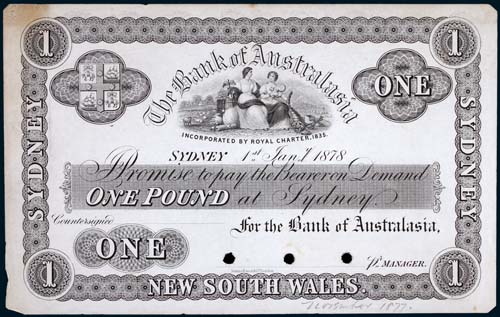 1
1
The Bank of Australasia
ONE
INCORPORATED BY ROYAL CHARTER, 1835.
SYDNEY
SYDNEY
SYDNEY 1st Jany 1878
I Promise to pay the Bearer on Demand
ONE POUND at Sydney.
Countersigned
For the Bank of Australasia,
ONE
Pr. MANAGER.
1
1
NEW SOUTH WALES.
November 1877.